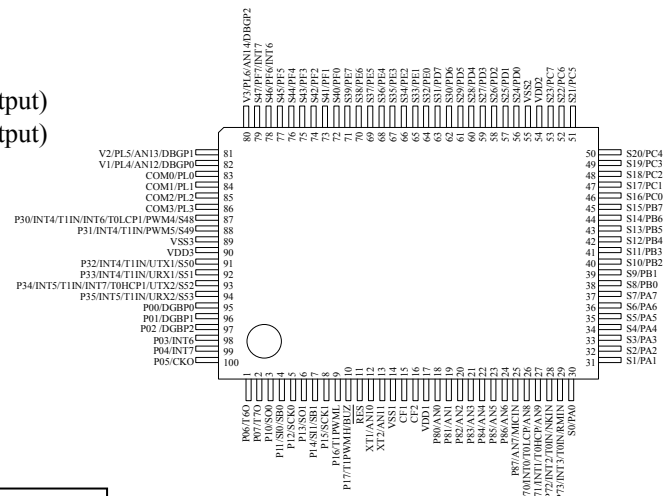 tput)
tput)
V3/PL6/AN14/DBGP2
S47/PF7/INT7
S46/PF6/INT6
S45/PF5
S44/PF4
S43/PF3
S42/PF2
S41/PF1
S40/PF0
S39/PE7
S38/PE6
S37/PE5
S36/PE4
S35/PE3
S34/PE2
S33/PE1
S32/PE0
S31/PD7
S30/PD6
S29/PD5
S28/PD4
S27/PD3
S26/PD2
S25/PD1
S24/PD0
VSS2
VDD2
S23/PC7
S22/PC6
S21/PC5
80 79 78 77 76 75 74 73 72 71 70 69 68 67 66 65 64 63 62 61 60 59 58 57 56 55 54 53 52 51
V2/PL5/AN13/DBGP1 81
V1/PL4/AN12/DBGP0 82
COM0/PL0 83
COM1/PL1 84
COM2/PL2 85
COM3/PL3 86
P30/INT4/T1IN/INT6/T0LCP1/PWM4/S48 87
P31/INT4/T1IN/PWM5/S49 88
VSS3 89
VDD3 90
P32/INT4/T1IN/UTX1/S50 91
P33/INT4/T1IN/URX1/S51 92
P34/INT5/T1IN/INT7/T0HCP1/UTX2/S52 93
P35/INT5/T1IN/URX2/S53 94
P00/DGBP0 95
P01/DGBP1 96
P02 /DGBP2 97
P03/INT6 98
P04/INT7 99
P05/CKO 100
50 S20/PC4
49 S19/PC3
48 S18/PC2
47 S17/PC1
46 S16/PC0
45 S15/PB7
44 S14/PB6
43 S13/PB5
42 S12/PB4
41 S11/PB3
40 S10/PB2
39 S9/PB1
38 S8/PB0
37 S7/PA7
36 S6/PA6
35 S5/PA5
34 S4/PA4
33 S3/PA3
32 S2/PA2
31 S1/PA1
1 2 3 4 5 6 7 8 9 10 11 12 13 14 15 16 17 18 19 20 21 22 23 24 25 26 27 28 29 30
P06/T6O
P07/T7O
P10/SO0
P11/SI0/SB0
P12/SCK0
P13/SO1
P14/SI1/SB1
P15/SCK1
P16/T1PWML
P17/T1PWMH/BUZ
RES
XT1/AN10
XT2/AN11
VSS1
CF1
CF2
VDD1
P80/AN0
P81/AN1
P82/AN2
P83/AN3
P84/AN4
P85/AN5
P86/AN6
P87/AN7/MICIN
70/INT0/T0LCP/AN8
71/INT1/T0HCP/AN9
P72/INT2/T0IN/NKIN
P73/INT3/T0IN/RMIN
S0/PA0